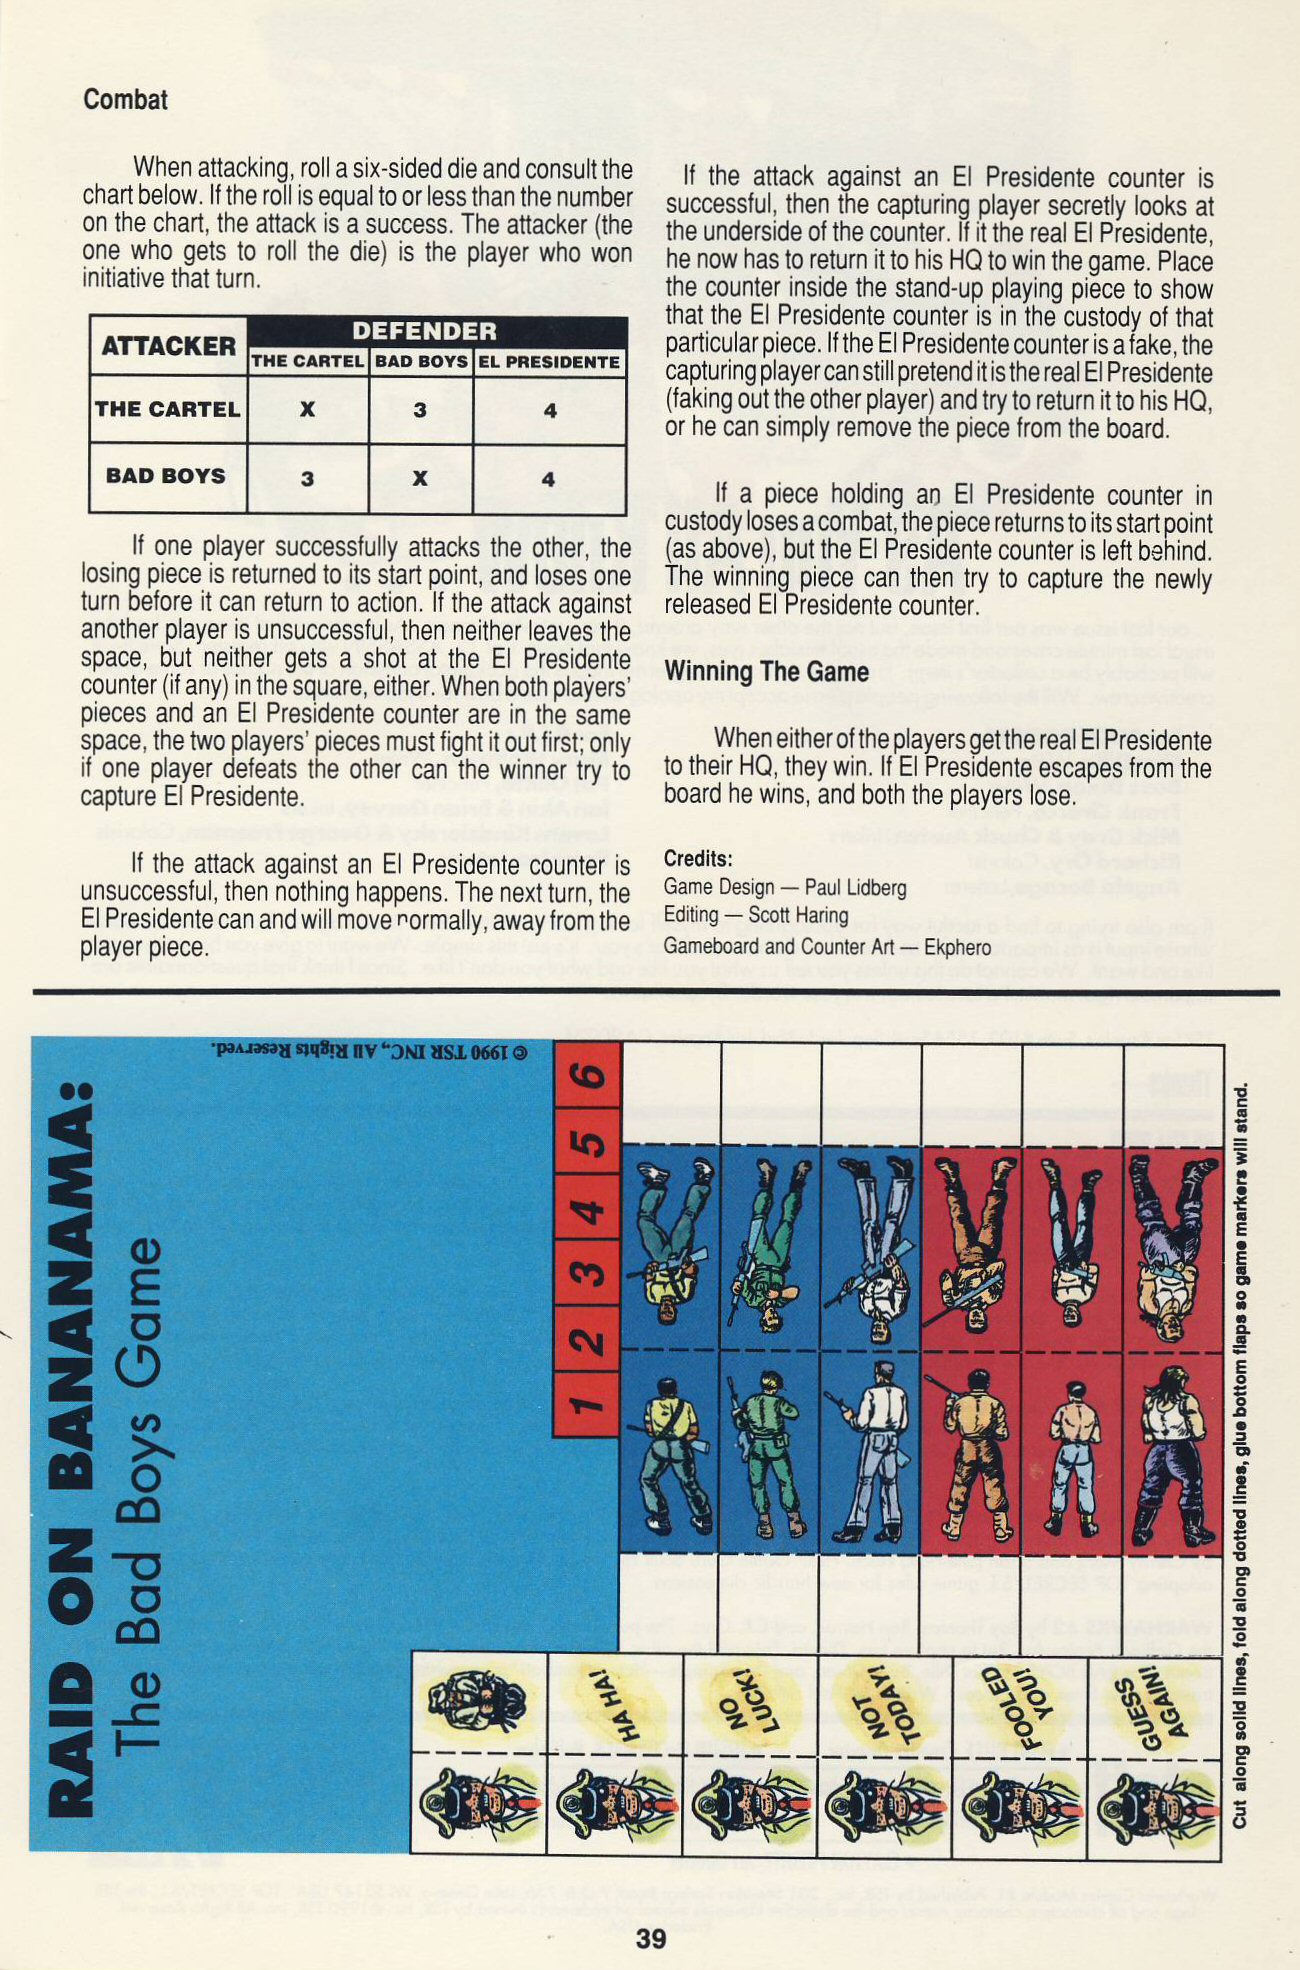 Combat
When attacking, roll a six-sided die and consult the
chart below. If the roll is equal to or less than the number
on the chart, the attack is a success. The attacker (the
one who gets to roll the die) is the player who won
initiative that turn.
ATTACKER DEFENDER
THE CARTEL BAD BOYS EL PRESIDENTE
THE CARTEL X 3 4
BAD BOYS 3 X 4
If one player successfully attacks the other, the
losing piece is returned to its start point, and loses one
turn before it can return to action. If the attack against
another player is unsuccessful, then neither leaves the
space, but neither gets a shot at the El Presidente
counter (if any) in the square, either. When both players'
pieces and an El Presidente counter are in the same
space, the two players' pieces must fight it out first; only
if one player defeats the other can the winner try to
capture El Presidente.
If the attack against an El Presidente counter is
unsuccessful, then nothing happens. The next turn, the
El Presidente can and will move normally, away from the
player piece.
If the attack against an El Presidente counter is
successful, then the capturing player secretly looks at
the underside of the counter. If it the real El Presidente,
he now has to return it to his HQ to win the game. Place
the counter inside the stand-up playing piece to show
that the El Presidente counter is in the custody of that
particular piece. If the El Presidente counter is a fake, the
capturing player can still pretend it is the real El Presidente
(faking out the other player) and try to return it to his HQ,
or he can simply remove the piece from the board.
If a piece holding an El Presidente counter in
custody loses a combat, the piece returns to its start point
(as above), but the El Presidente counter is left behind.
The winning piece can then try to capture the newly
released El Presidente counter.
Winning The Game
When either of the players get the real El Presidente
to their HQ, they win. If El Presidente escapes from the
board he wins, and both the players lose.
Credits:
Game Design — Paul Lidberg
Editing — Scott Haring
Gameboard and Counter Art — Ekphero
RAID ON BANANAMA:
The Bad Boys Game
© 1990 TSR INC., All Rights Reserved.
1 2 3 4 5 6
HA HA!
NO
LUCK!
NOT
TODAY!
FOOLED
YOU!
GUESS
AGAIN!
Cut along solid lines, fold along dotted lines, glue bottom flaps so game markers will stand.
39